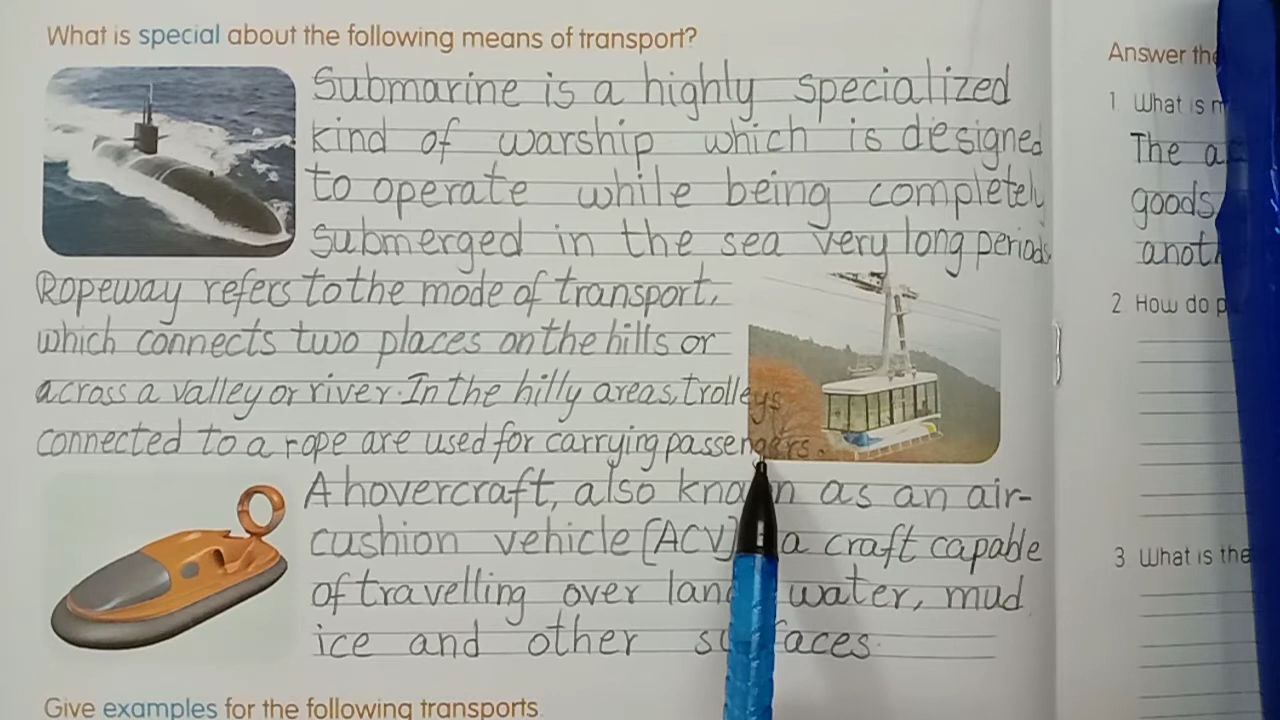 What is special about the following means of transport?
Submarine is a highly specialized
kind of warship which is designed
to operate while being completely
submerged in the sea very long periods
Ropeway refers to the mode of transport,
which connects two places on the hills or
across a valley or river. In the hilly areas, trolleys
connected to a rope are used for carrying passengers.
A hovercraft, also known as an air-
cushion vehicle (ACV) a craft capable
of travelling over land water, mud
ice and other surfaces.
Give examples for the following transports
Answer the
1 What is
The
goods
2 How do
3 What is the